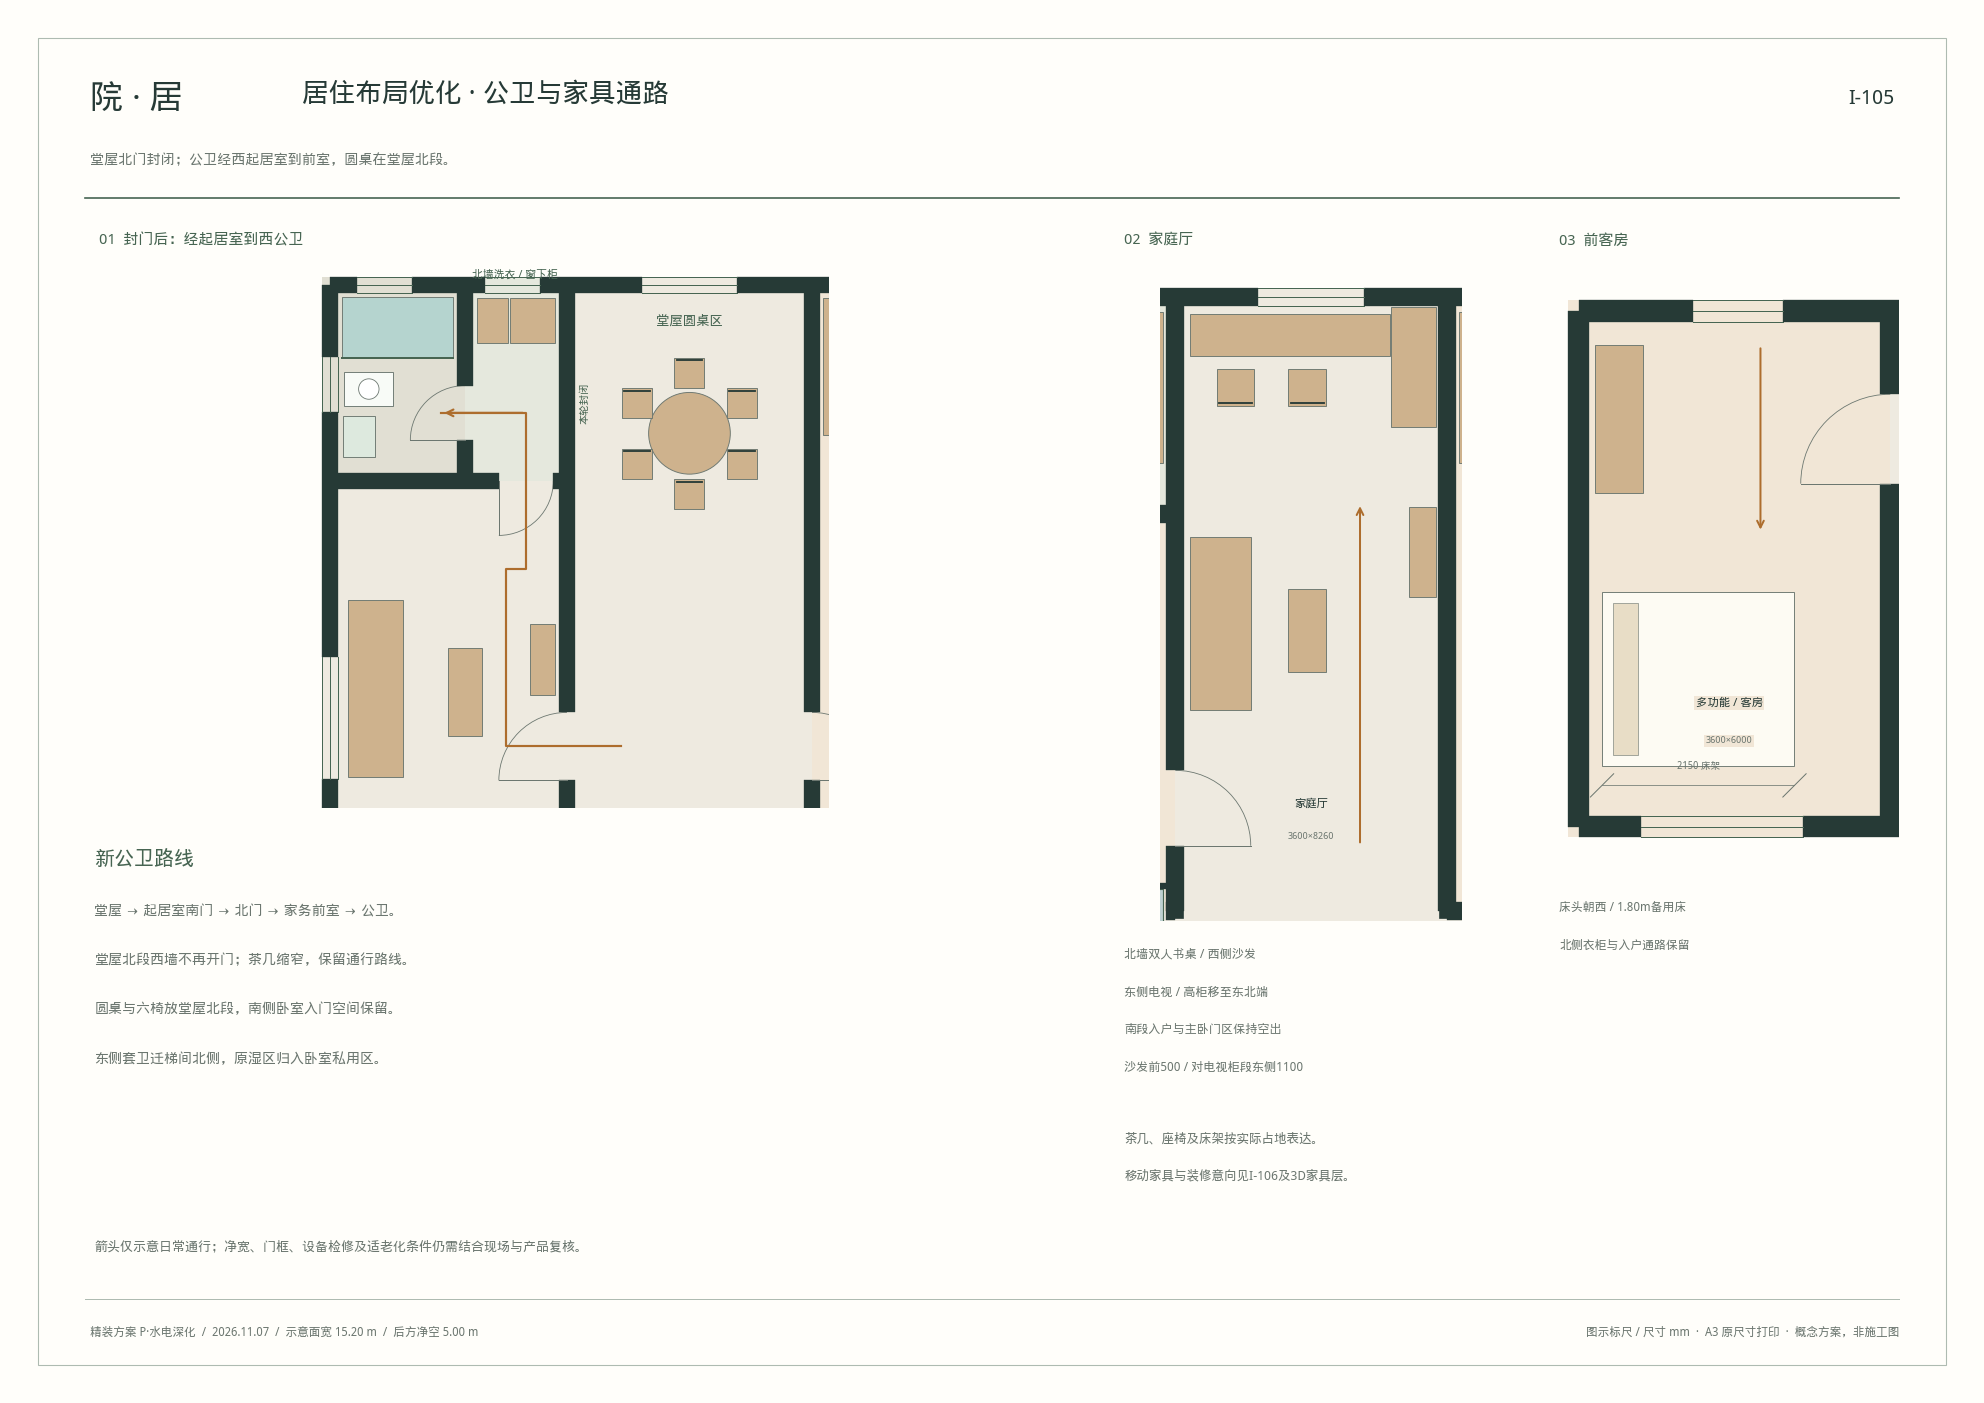 院 · 居
居住布局优化 · 公卫与家具通路
I-105
堂屋北门封闭；公卫经西起居室到前室，圆桌在堂屋北段。
01 封门后：经起居室到西公卫
北墙洗衣 / 窗下柜
堂屋圆桌区
本轮封闭
新公卫路线
堂屋 → 起居室南门 → 北门 → 家务前室 → 公卫。
堂屋北段西墙不再开门；茶几缩窄，保留通行路线。
圆桌与六椅放堂屋北段，南侧卧室入门空间保留。
东侧套卫迁梯间北侧，原湿区归入卧室私用区。
02 家庭厅
家庭厅
3600×8260
北墙双人书桌 / 西侧沙发
东侧电视 / 高柜移至东北端
南段入户与主卧门区保持空出
沙发前500 / 对电视柜段东侧1100
茶几、座椅及床架按实际占地表达。
移动家具与装修意向见I-106及3D家具层。
03 前客房
多功能 / 客房
3600×6000
2150 床架
床头朝西 / 1.80m备用床
北侧衣柜与入户通路保留
箭头仅示意日常通行；净宽、门框、设备检修及适老化条件仍需结合现场与产品复核。
精装方案 P·水电深化 / 2026.11.07 / 示意面宽 15.20 m / 后方净空 5.00 m
图示标尺 / 尺寸 mm · A3 原尺寸打印 · 概念方案，非施工图